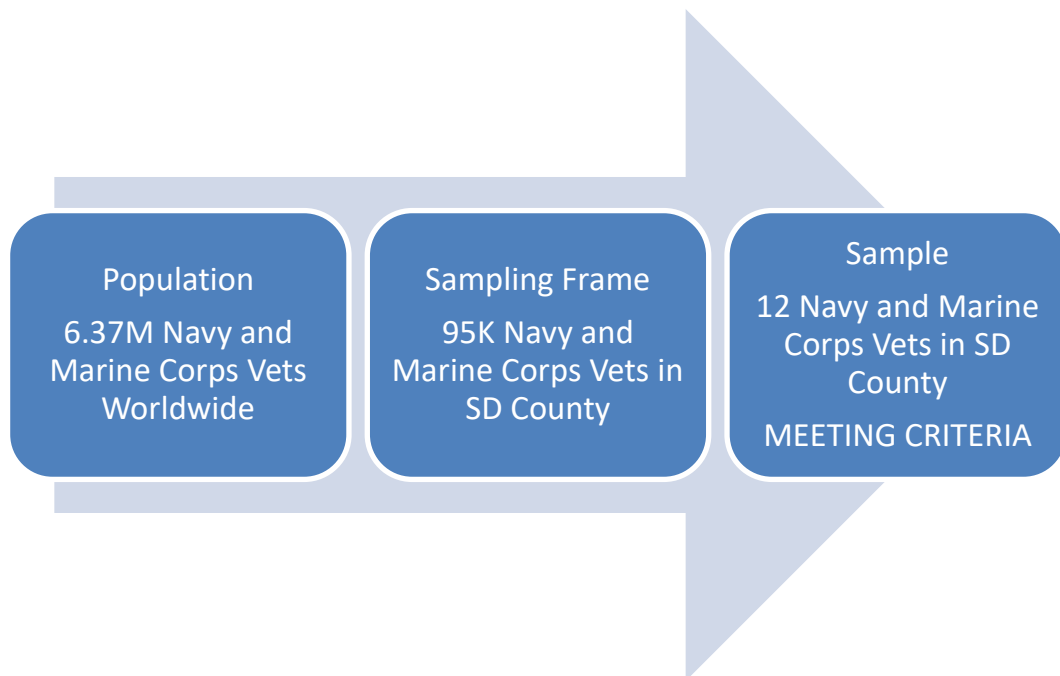 Population
6.37M Navy and
Marine Corps Vets
Worldwide
Sampling Frame
95K Navy and
Marine Corps Vets in
SD County
Sample
12 Navy and Marine
Corps Vets in SD
County
MEETING CRITERIA